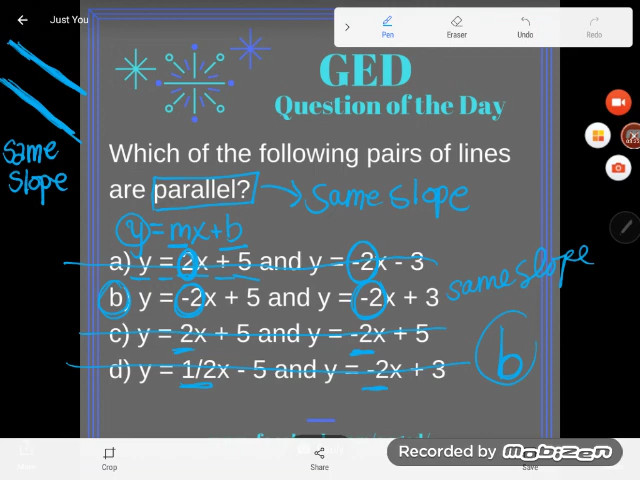 Just You
Pen
Eraser
Undo
Redo
GED
Question of the Day
same
slope
Which of the following pairs of lines
are parallel? → same slope
y = mx + b
a) y = 2x + 5 and y = -2x - 3
b) y = -2x + 5 and y = -2x + 3 same slope
c) y = 2x + 5 and y = -2x + 5
d) y = 1/2x - 5 and y = -2x + 3
b
Recorded by MOBIZEN
Crop
Share
Save